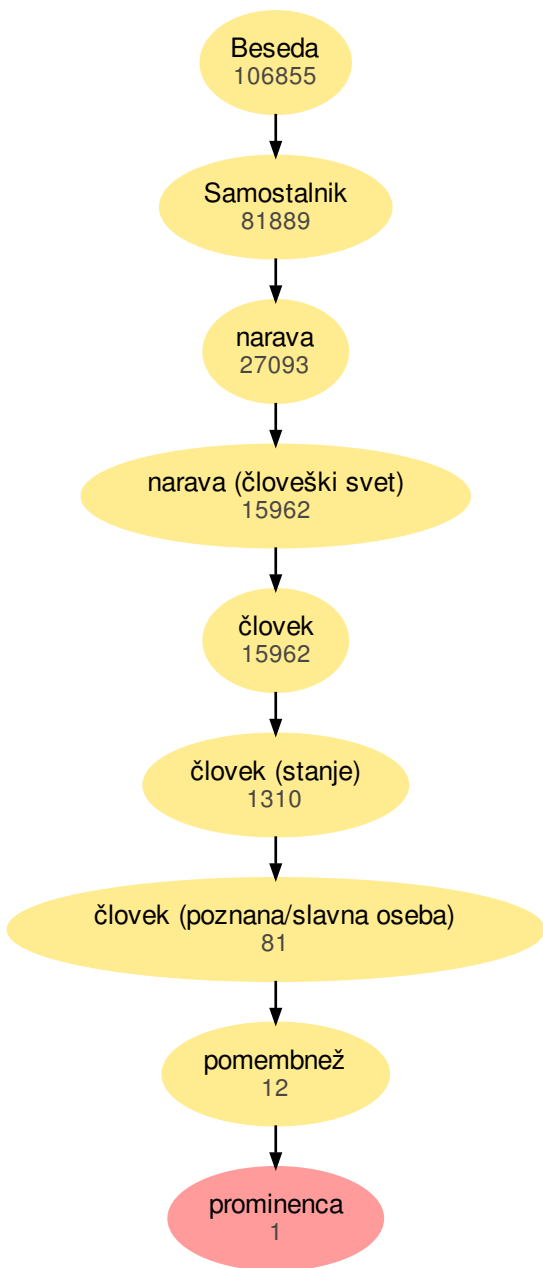 Beseda
106855
Samostalnik
81889
narava
27093
narava (človeški svet)
15962
človek
15962
človek (stanje)
1310
človek (poznana/slavna oseba)
81
pomembnež
12
prominenca
1